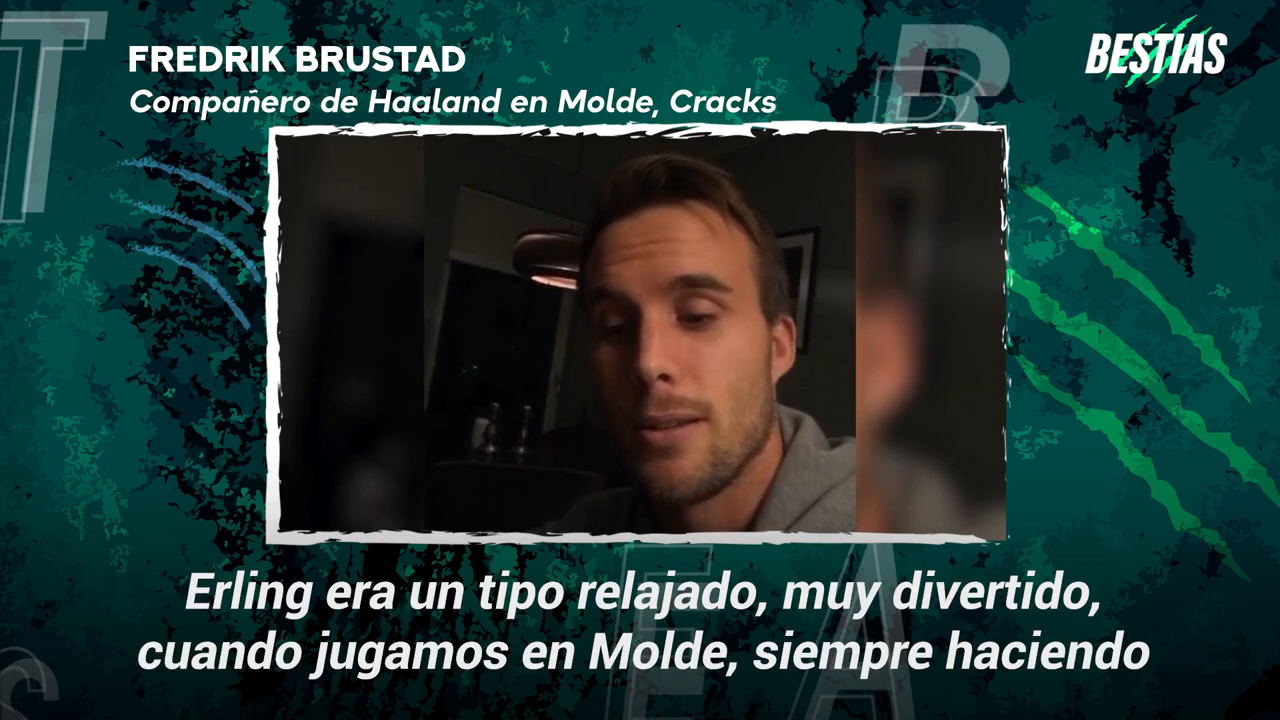 FREDRIK BRUSTAD
BESTIAS
Compañero de Haaland en Molde, Cracks
Erling era un tipo relajado, muy divertido,
cuando jugamos en Molde, siempre haciendo